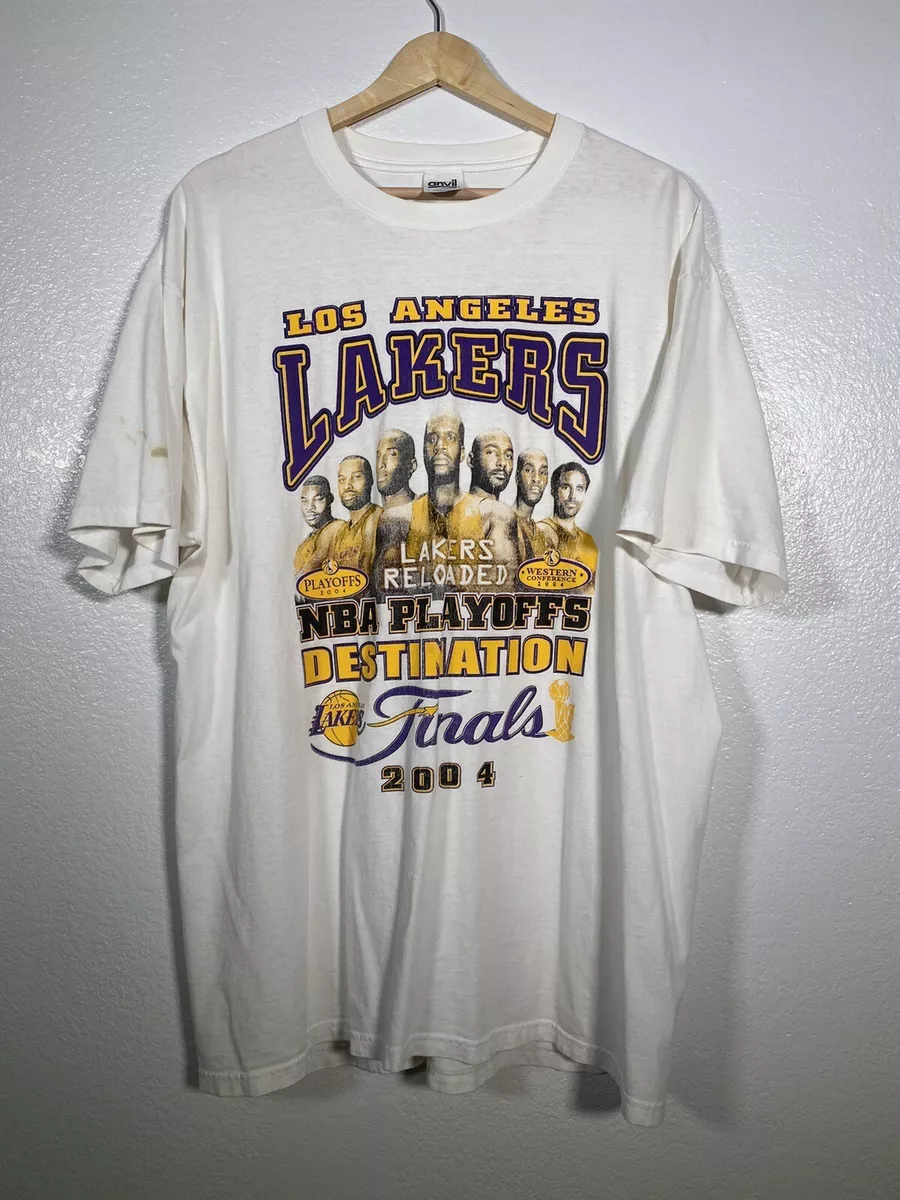 anvil
LOS ANGELES
LAKERS
LAKERS
RELOADED
PLAYOFFS
2004
WESTERN
CONFERENCE
2004
NBA PLAYOFFS
DESTINATION
LOS ANGELES
LAKERS
Finals
2004